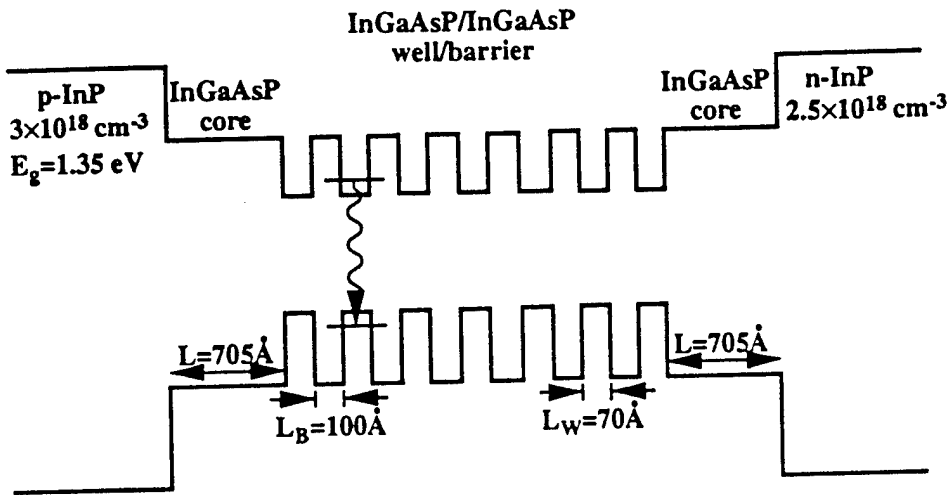 InGaAsP/InGaAsP
well/barrier
p-InP
3×10¹⁸ cm⁻³
E_g=1.35 eV
InGaAsP
core
InGaAsP
core
n-InP
2.5×10¹⁸ cm⁻³
L=705Å
L=705Å
L_B=100Å
L_W=70Å